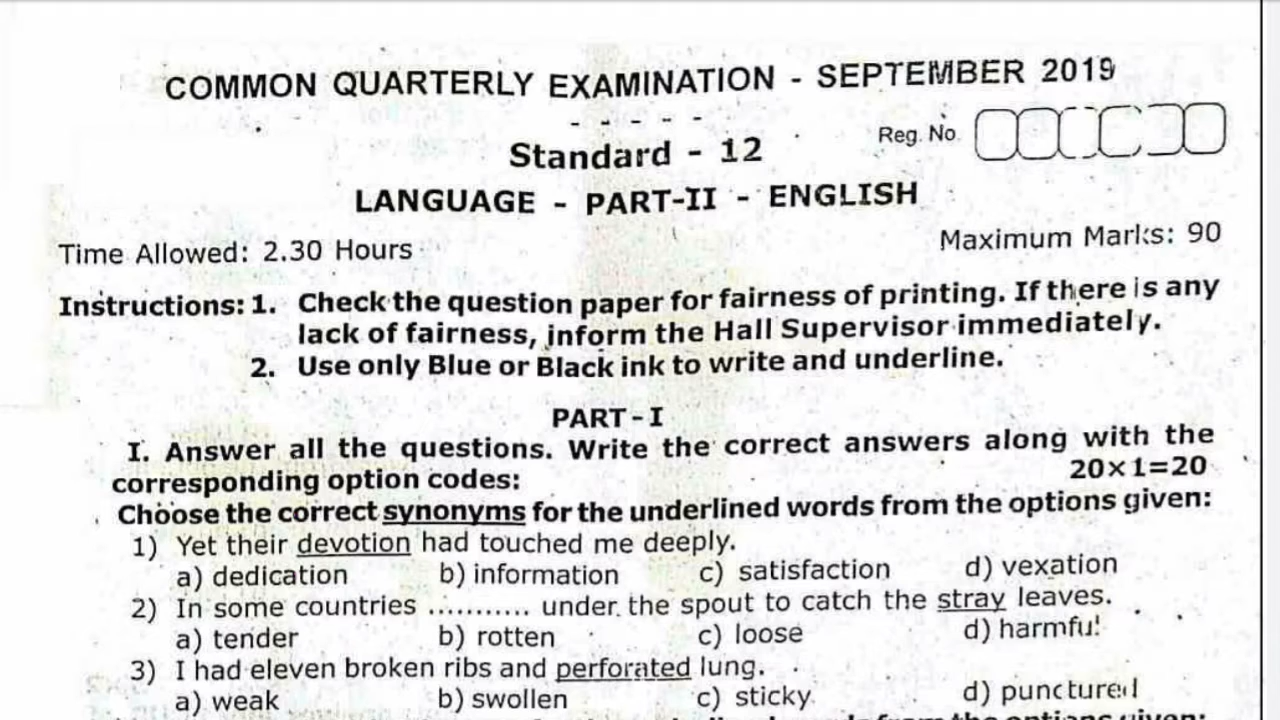 COMMON QUARTERLY EXAMINATION - SEPTEMBER 2019
Reg. No.
Standard - 12
LANGUAGE - PART-II - ENGLISH
Time Allowed: 2.30 Hours
Maximum Marks: 90
Instructions: 1. Check the question paper for fairness of printing. If there is any
lack of fairness, inform the Hall Supervisor immediately.
2. Use only Blue or Black ink to write and underline.
PART - I
I. Answer all the questions. Write the correct answers along with the
corresponding option codes: 20×1=20
Choose the correct synonyms for the underlined words from the options given:
1) Yet their devotion had touched me deeply.
a) dedication b) information c) satisfaction d) vexation
2) In some countries ........... under the spout to catch the stray leaves.
a) tender b) rotten c) loose d) harmful
3) I had eleven broken ribs and perforated lung.
a) weak b) swollen c) sticky d) punctured
from the options given: